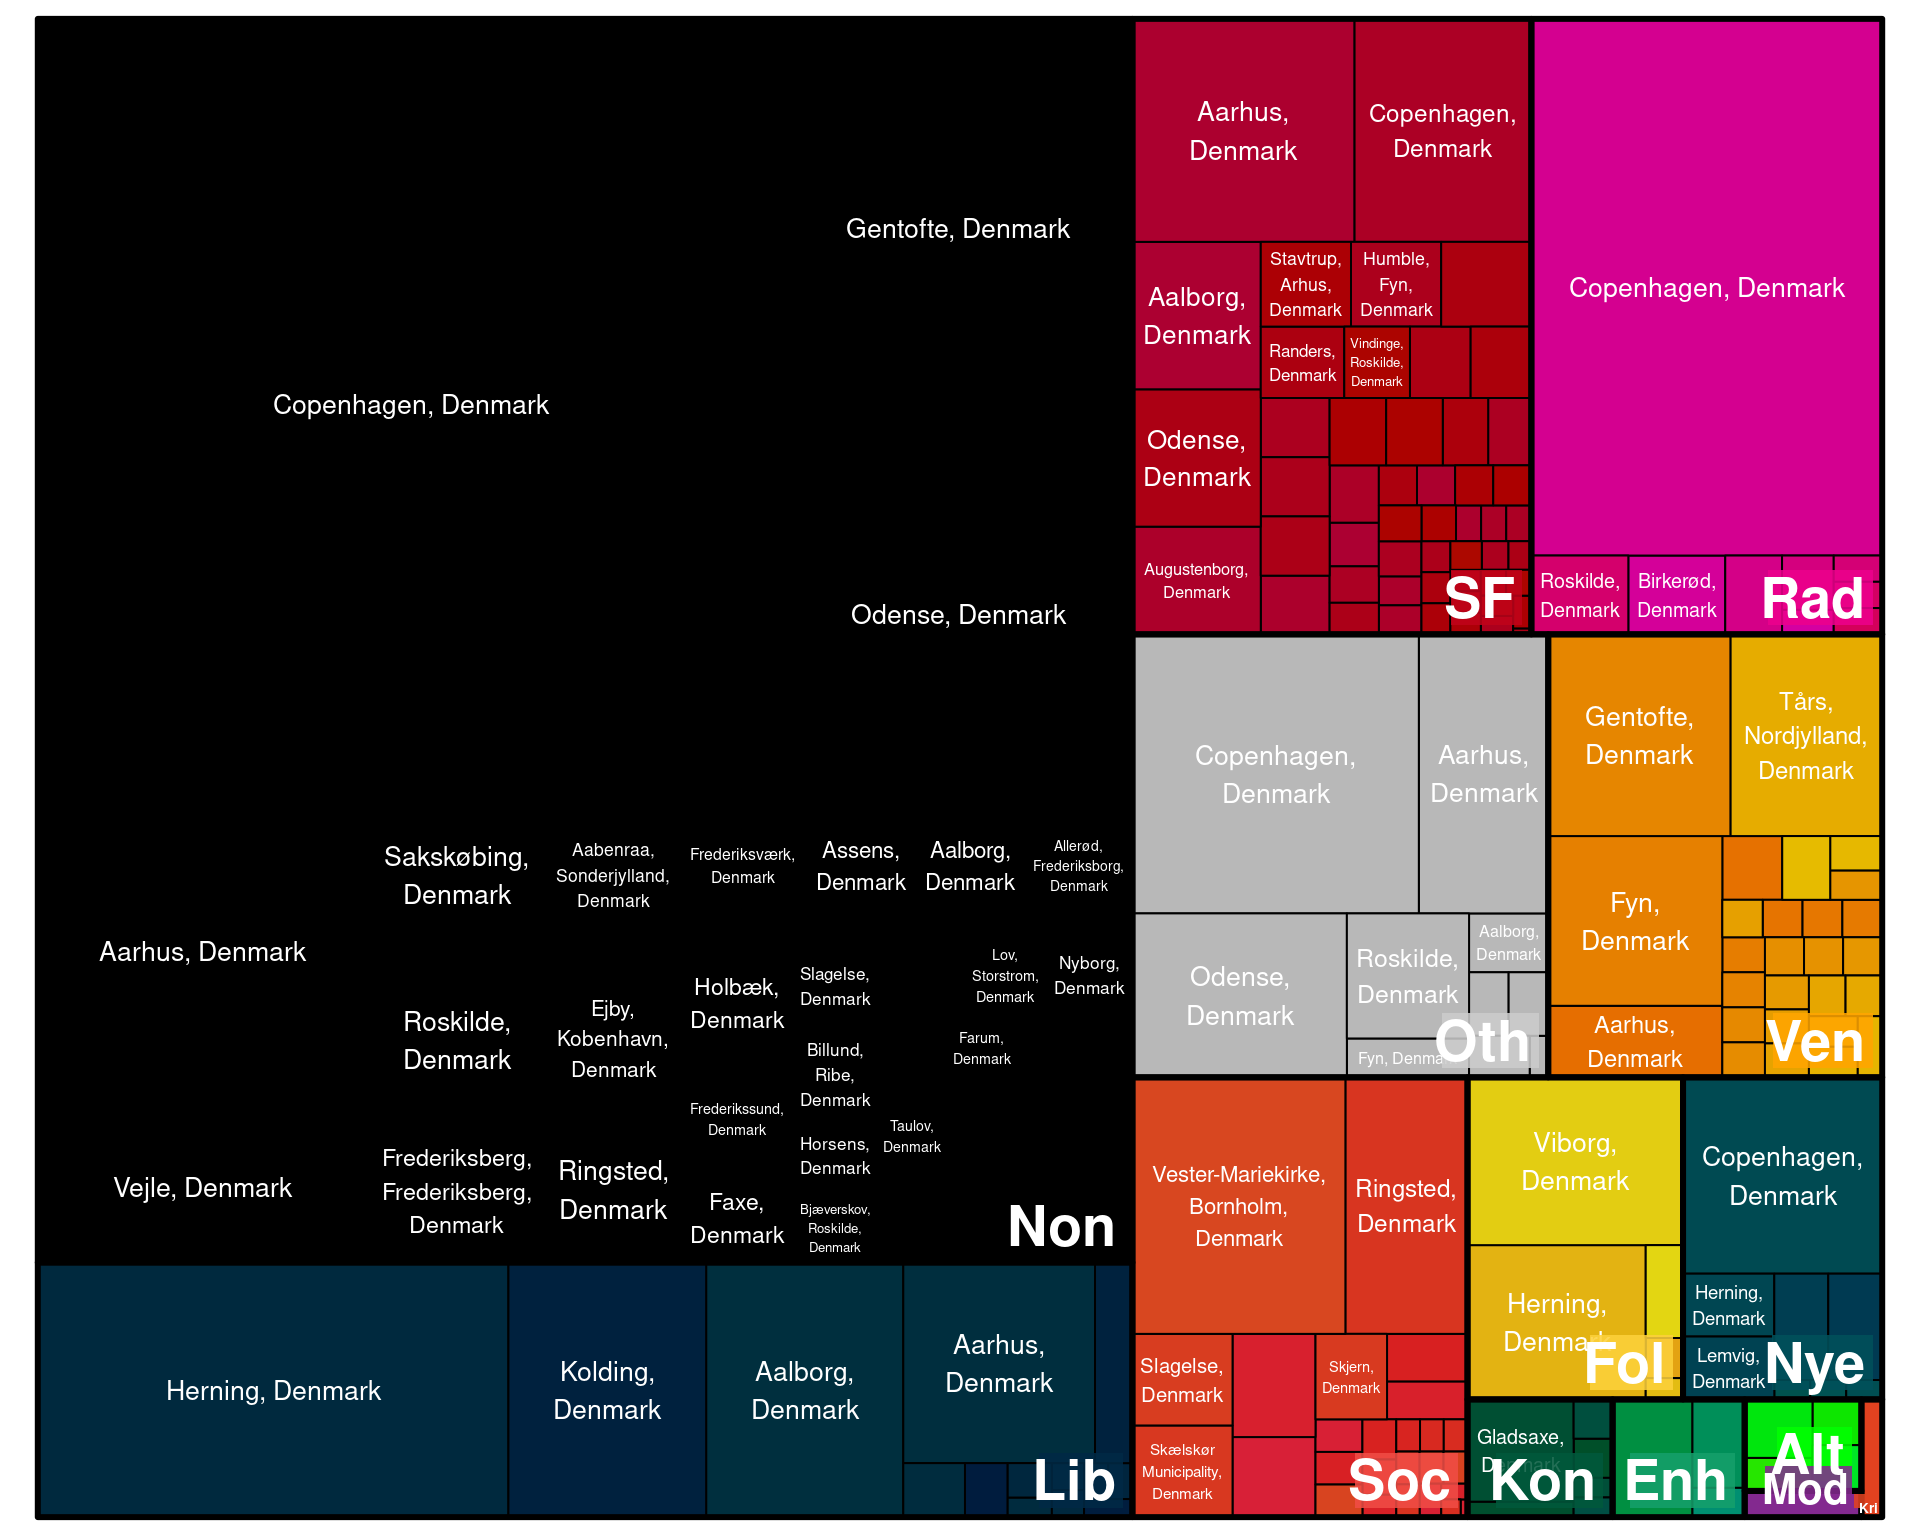 Copenhagen, Denmark
Gentofte, Denmark
Odense, Denmark
Aarhus, Denmark
Vejle, Denmark
Sakskøbing,
Denmark
Roskilde,
Denmark
Frederiksberg,
Frederiksberg,
Denmark
Aabenraa,
Sonderjylland,
Denmark
Ejby,
Kobenhavn,
Denmark
Ringsted,
Denmark
Frederiksværk,
Denmark
Assens,
Denmark
Aalborg,
Denmark
Allerød,
Frederiksborg,
Denmark
Holbæk,
Denmark
Frederikssund,
Denmark
Faxe,
Denmark
Slagelse,
Denmark
Billund,
Ribe,
Denmark
Horsens,
Denmark
Bjæverskov,
Roskilde,
Denmark
Lov,
Storstrom,
Denmark
Nyborg,
Denmark
Farum,
Denmark
Taulov,
Denmark
Non
Herning, Denmark
Kolding,
Denmark
Aalborg,
Denmark
Aarhus,
Denmark
Lib
Aarhus,
Denmark
Copenhagen,
Denmark
Aalborg,
Denmark
Stavtrup,
Arhus,
Denmark
Humble,
Fyn,
Denmark
Randers,
Denmark
Vindinge,
Roskilde,
Denmark
Odense,
Denmark
Augustenborg,
Denmark
SF
Copenhagen, Denmark
Roskilde,
Denmark
Birkerød,
Denmark
Rad
Copenhagen,
Denmark
Aarhus,
Denmark
Odense,
Denmark
Roskilde,
Denmark
Aalborg,
Denmark
Fyn, Denma
Oth
Gentofte,
Denmark
Tårs,
Nordjylland,
Denmark
Fyn,
Denmark
Aarhus,
Denmark
Ven
Vester-Mariekirke,
Bornholm,
Denmark
Ringsted,
Denmark
Slagelse,
Denmark
Skælskør
Municipality,
Denmark
Skjern,
Denmark
Soc
Viborg,
Denmark
Herning,
Denmark
Fol
Copenhagen,
Denmark
Herning,
Denmark
Lemvig,
Denmark
Nye
Gladsaxe,
Denmark
Kon
Enh
Alt
Mod
Kri